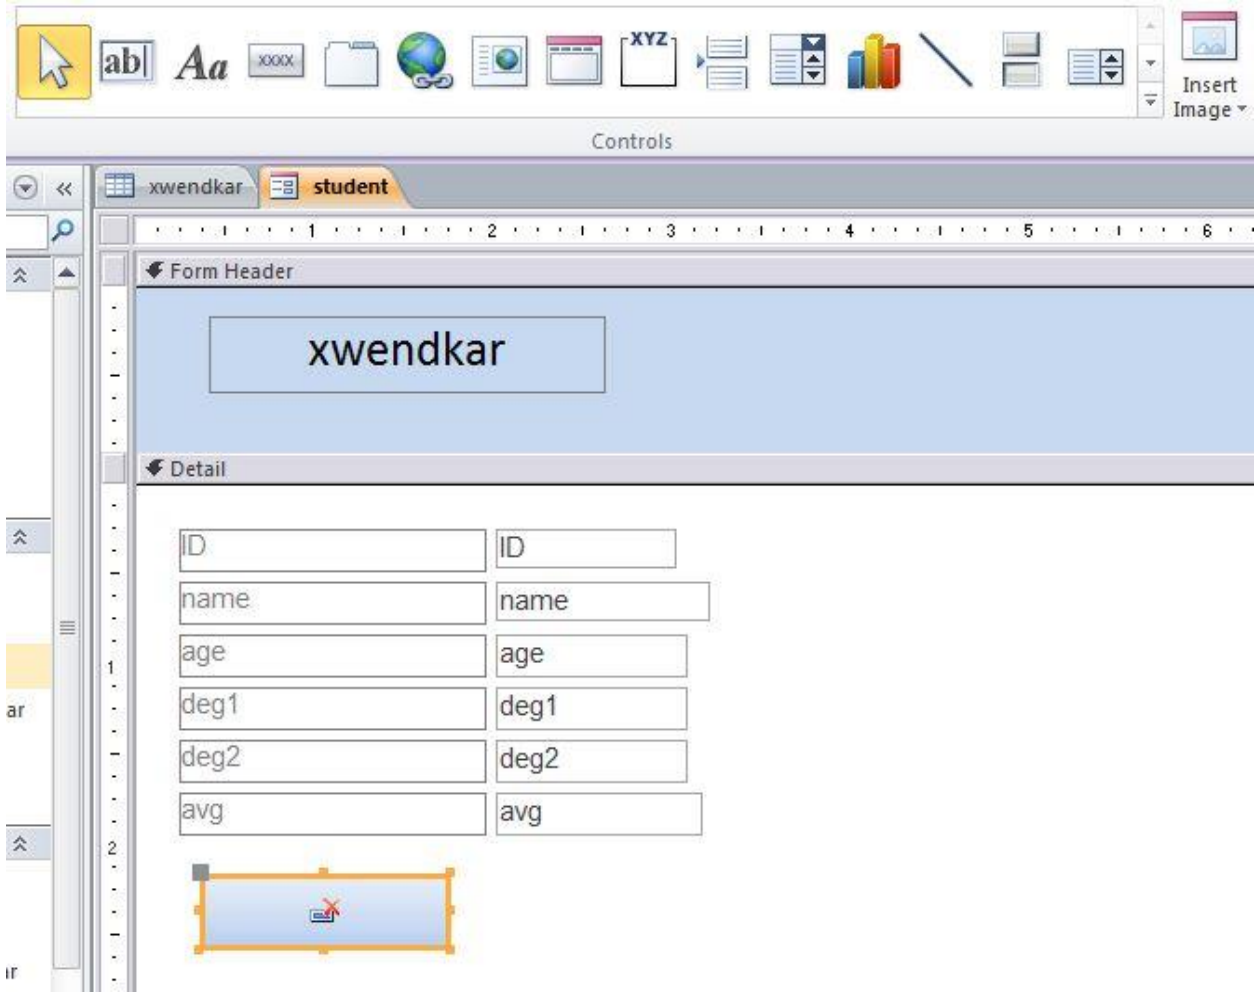 ab
Aa
XXXX
XYZ
Insert
Image
Controls
xwendkar
student
1 2 3 4 5 6
Form Header
xwendkar
Detail
ID ID
name name
1
age age
ar
deg1 deg1
deg2 deg2
avg avg
2